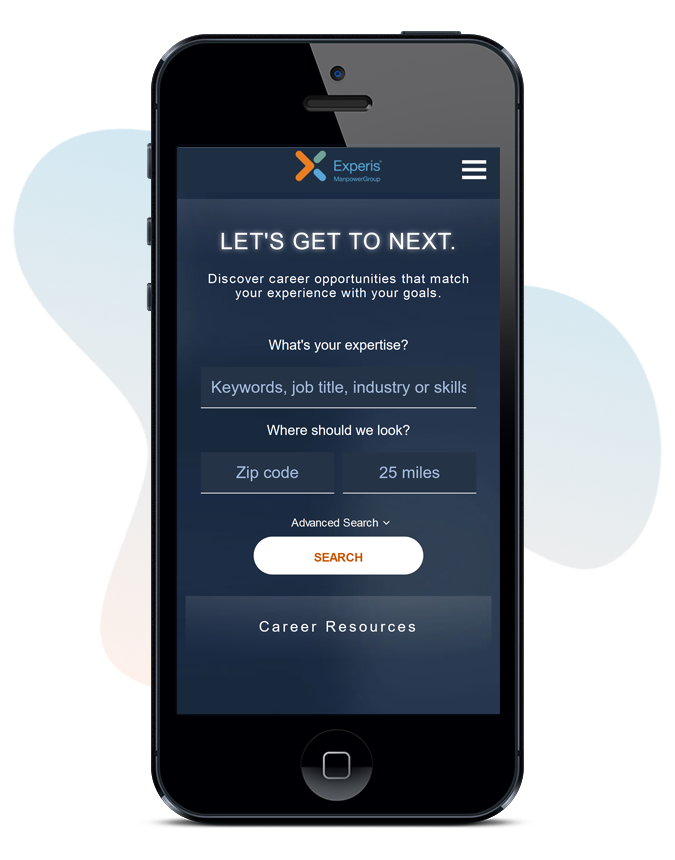 Experis
ManpowerGroup
LET'S GET TO NEXT.
Discover career opportunities that match
your experience with your goals.
What's your expertise?
Keywords, job title, industry or skills
Where should we look?
Zip code 25 miles
Advanced Search
SEARCH
Career Resources